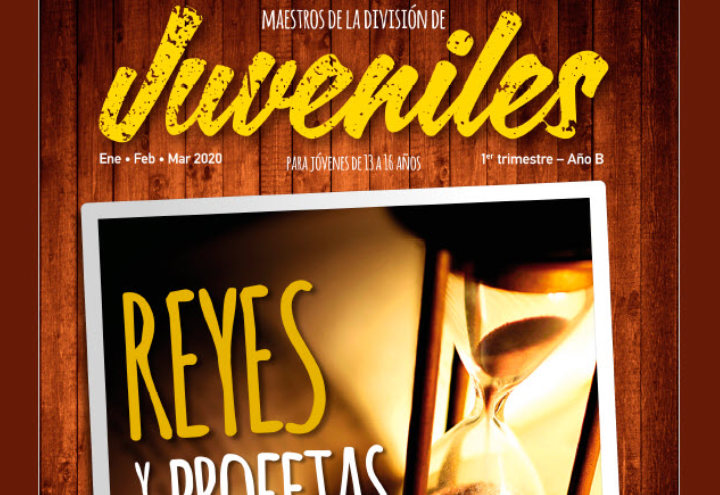 MAESTROS DE LA DIVISIÓN DE
Juveniles
Ene • Feb • Mar 2020
PARA JÓVENES DE 13 A 16 AÑOS
1er trimestre – Año B
REYES
Y PROFETAS